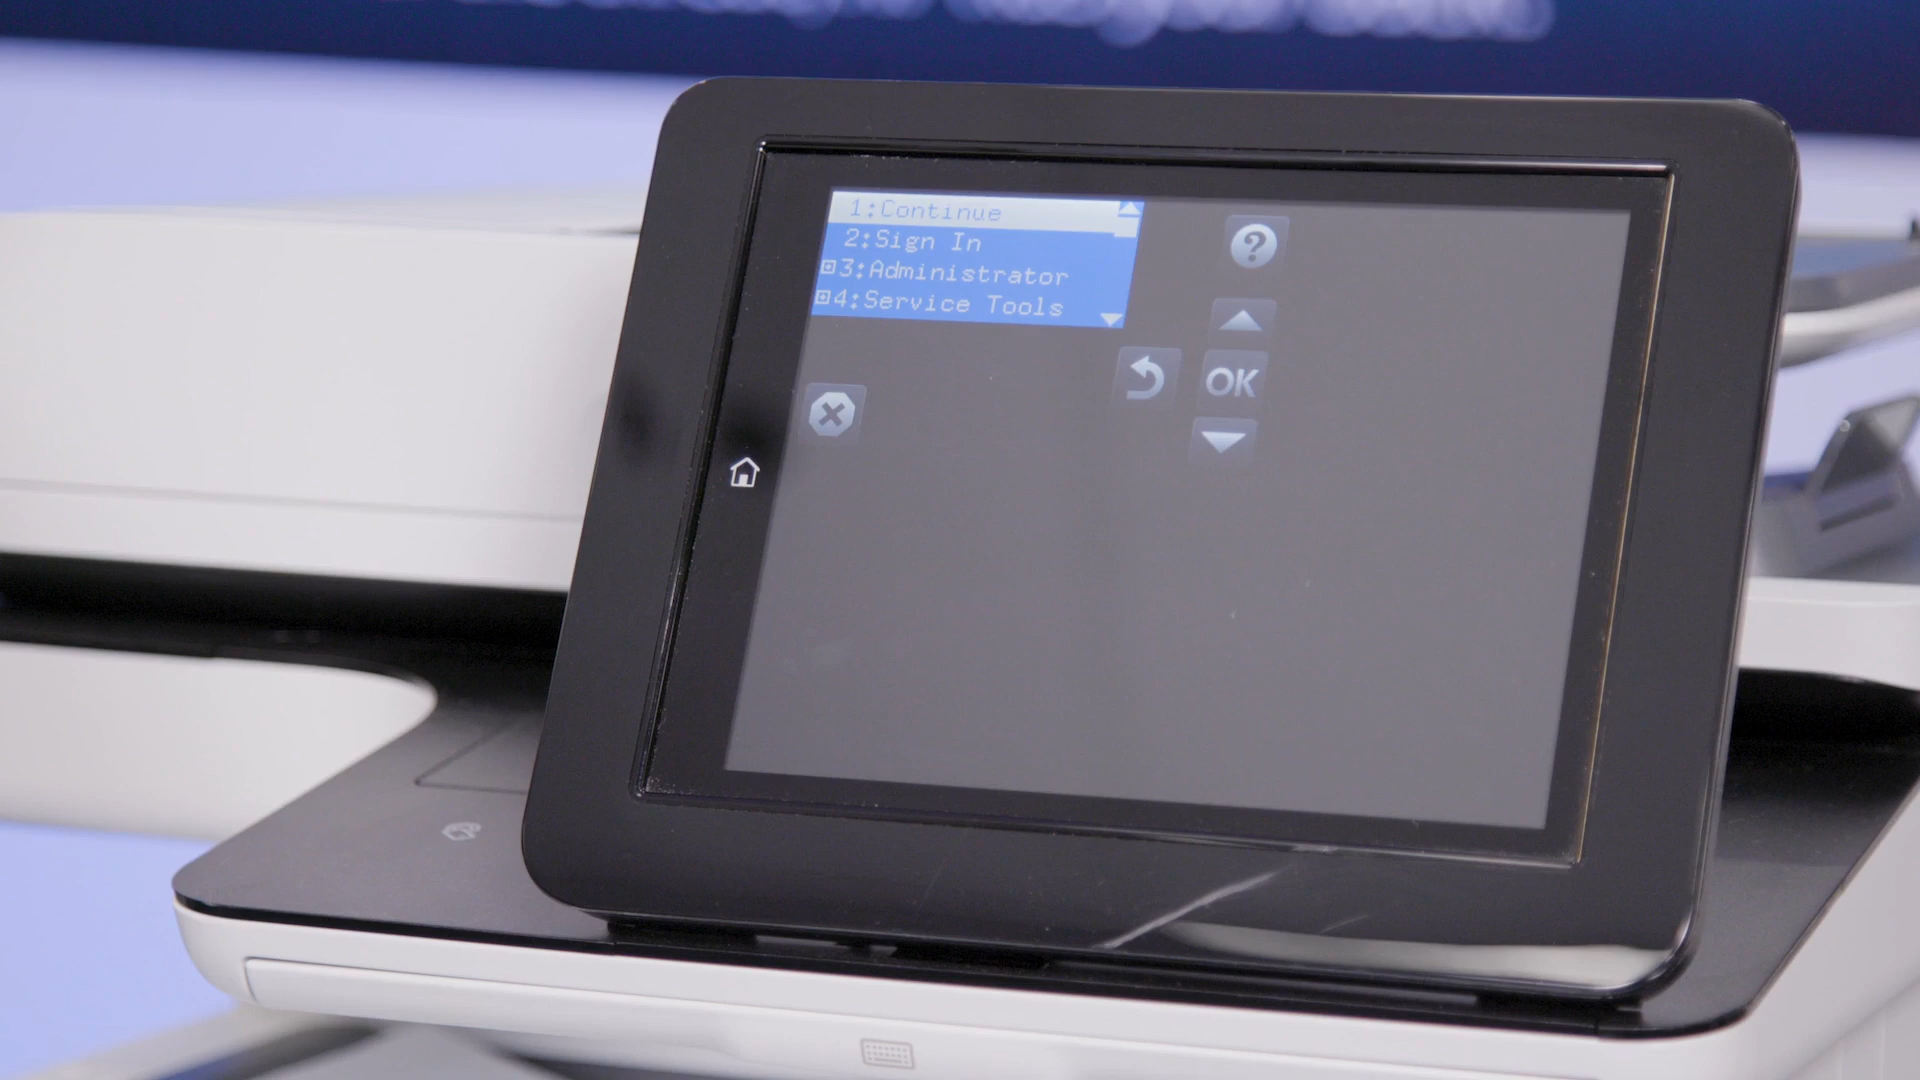 1:Continue
2:Sign In
3:Administrator
4:Service Tools
?
OK